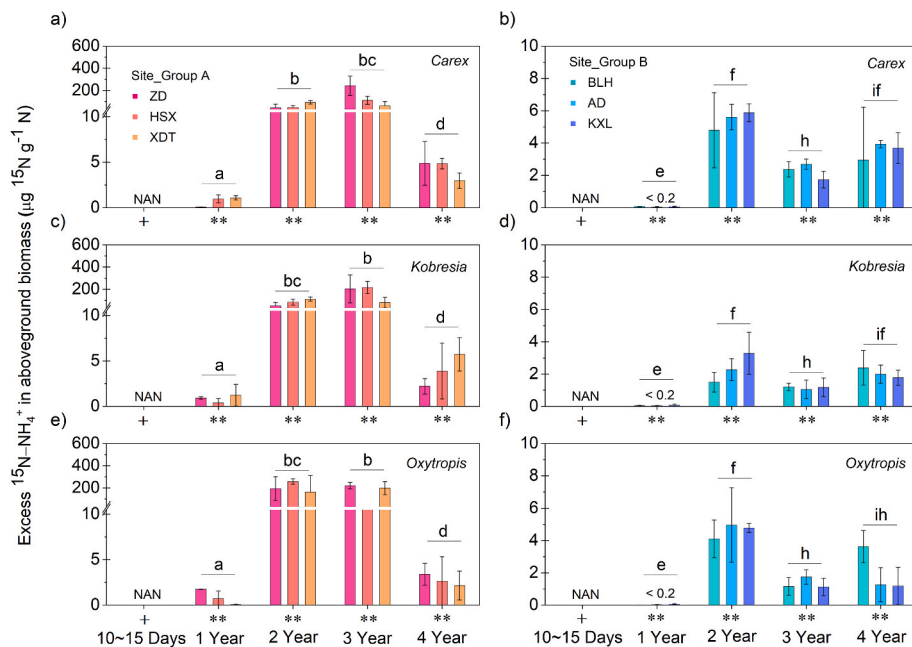 a)
b)
Excess ¹⁵N–NH₄⁺ in aboveground biomass (μg ¹⁵N g⁻¹ N)
600
400
200
10
5
0
Carex
Site_Group A
ZD
HSX
XDT
NAN
a
b
bc
d
+ ** ** ** **
10
8
6
4
2
0
Carex
Site_Group B
BLH
AD
KXL
NAN
e
< 0.2
f
h
if
+ ** ** ** **
c)
d)
600
400
200
10
5
0
Kobresia
NAN
a
bc
b
d
+ ** ** ** **
10
8
6
4
2
0
Kobresia
NAN
e
< 0.2
f
h
if
+ ** ** ** **
e)
f)
600
400
200
10
5
0
Oxytropis
NAN
a
bc
b
d
+ ** ** ** **
10~15 Days 1 Year 2 Year 3 Year 4 Year
10
8
6
4
2
0
Oxytropis
NAN
e
< 0.2
f
h
ih
+ ** ** ** **
10~15 Days 1 Year 2 Year 3 Year 4 Year